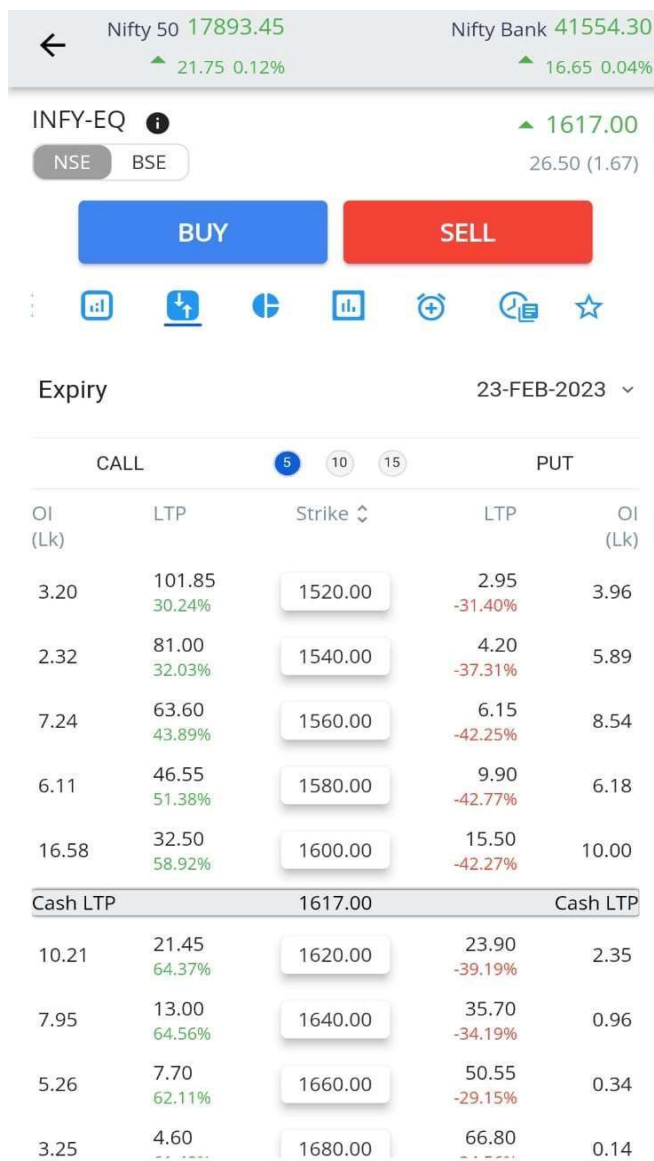 Nifty 50 17893.45 Nifty Bank 41554.30
21.75 0.12% 16.65 0.04%
INFY-EQ 1617.00
NSE BSE 26.50 (1.67)
BUY SELL
Expiry 23-FEB-2023
CALL 5 10 15 PUT
OI LTP Strike LTP OI
(Lk) (Lk)
3.20 101.85 1520.00 2.95 3.96
30.24% -31.40%
2.32 81.00 1540.00 4.20 5.89
32.03% -37.31%
7.24 63.60 1560.00 6.15 8.54
43.89% -42.25%
6.11 46.55 1580.00 9.90 6.18
51.38% -42.77%
16.58 32.50 1600.00 15.50 10.00
58.92% -42.27%
Cash LTP 1617.00 Cash LTP
10.21 21.45 1620.00 23.90 2.35
64.37% -39.19%
7.95 13.00 1640.00 35.70 0.96
64.56% -34.19%
5.26 7.70 1660.00 50.55 0.34
62.11% -29.15%
3.25 4.60 1680.00 66.80 0.14